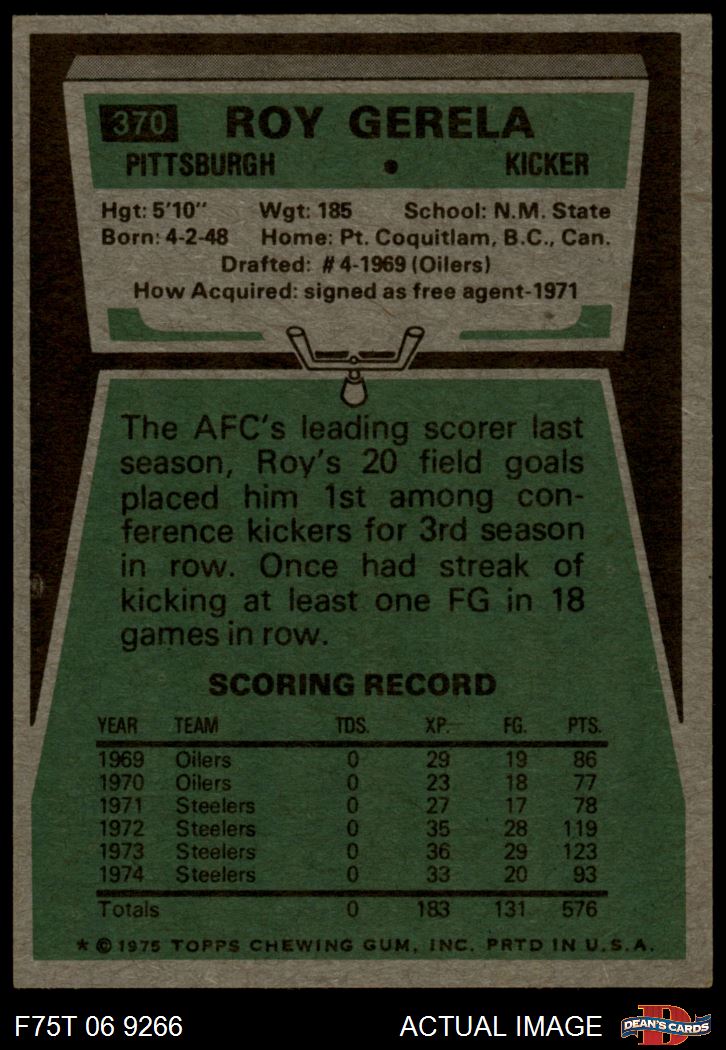 370 ROY GERELA
PITTSBURGH • KICKER
Hgt: 5'10" Wgt: 185 School: N.M. State
Born: 4-2-48 Home: Pt. Coquitlam, B.C., Can.
Drafted: #4-1969 (Oilers)
How Acquired: signed as free agent-1971
The AFC's leading scorer last
season, Roy's 20 field goals
placed him 1st among con-
ference kickers for 3rd season
in row. Once had streak of
kicking at least one FG in 18
games in row.
SCORING RECORD
YEAR TEAM TDS. XP. FG. PTS.
1969 Oilers 0 29 19 86
1970 Oilers 0 23 18 77
1971 Steelers 0 27 17 78
1972 Steelers 0 35 28 119
1973 Steelers 0 36 29 123
1974 Steelers 0 33 20 93
Totals 0 183 131 576
* © 1975 TOPPS CHEWING GUM, INC. PRTD IN U.S.A.
F75T 06 9266 ACTUAL IMAGE D DEAN'S CARDS